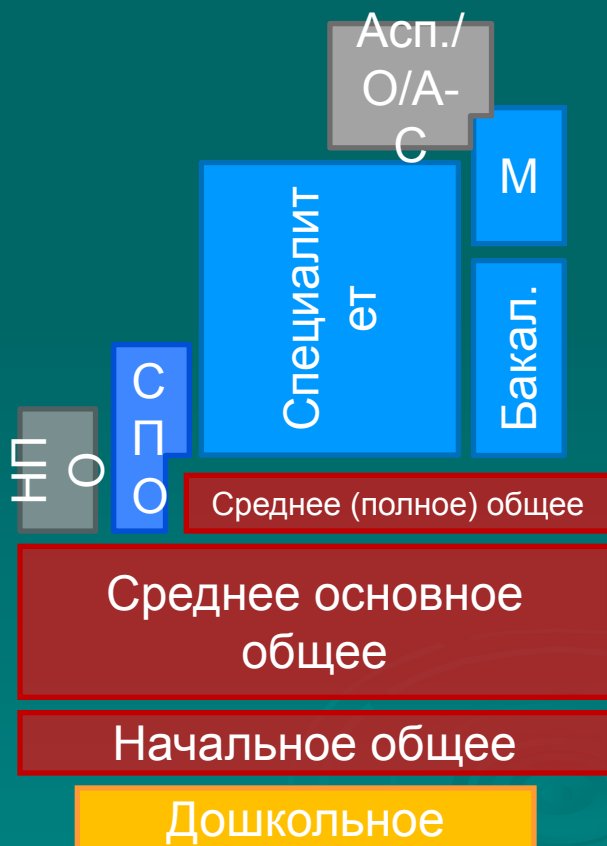 Асп./
О/А-
С
М
Специалит
ет
Бакал.
С
П
О
НП
О
Среднее (полное) общее
Среднее основное
общее
Начальное общее
Дошкольное